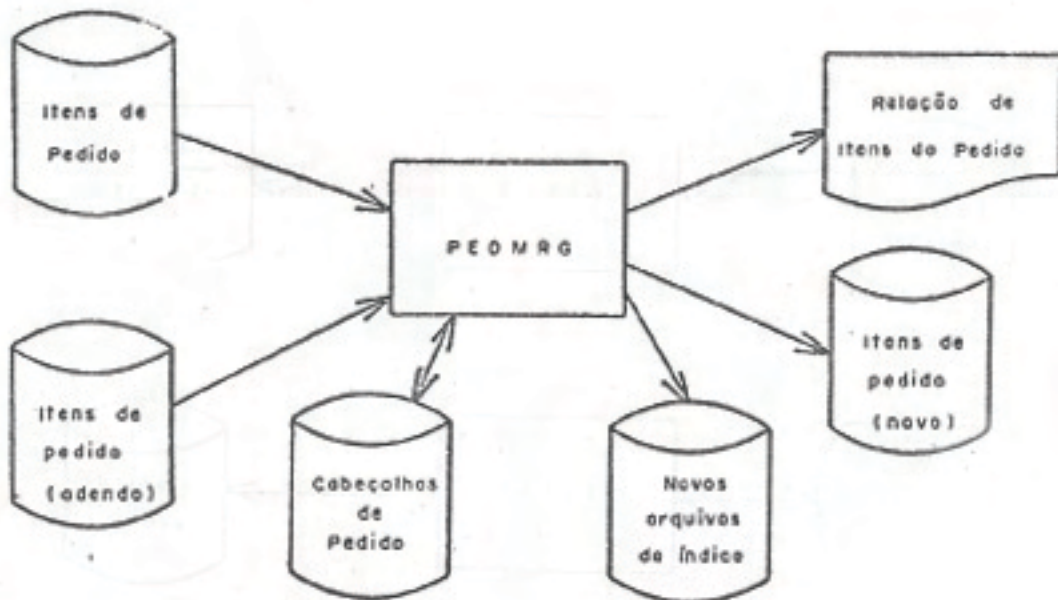 Itens de
Pedido
Relação de
Itens do Pedido
PEDMRG
Itens de
pedido
(novo)
Itens de
pedido
(adendo)
Cabeçalhos
de
Pedido
Novos
arquivos
de índice